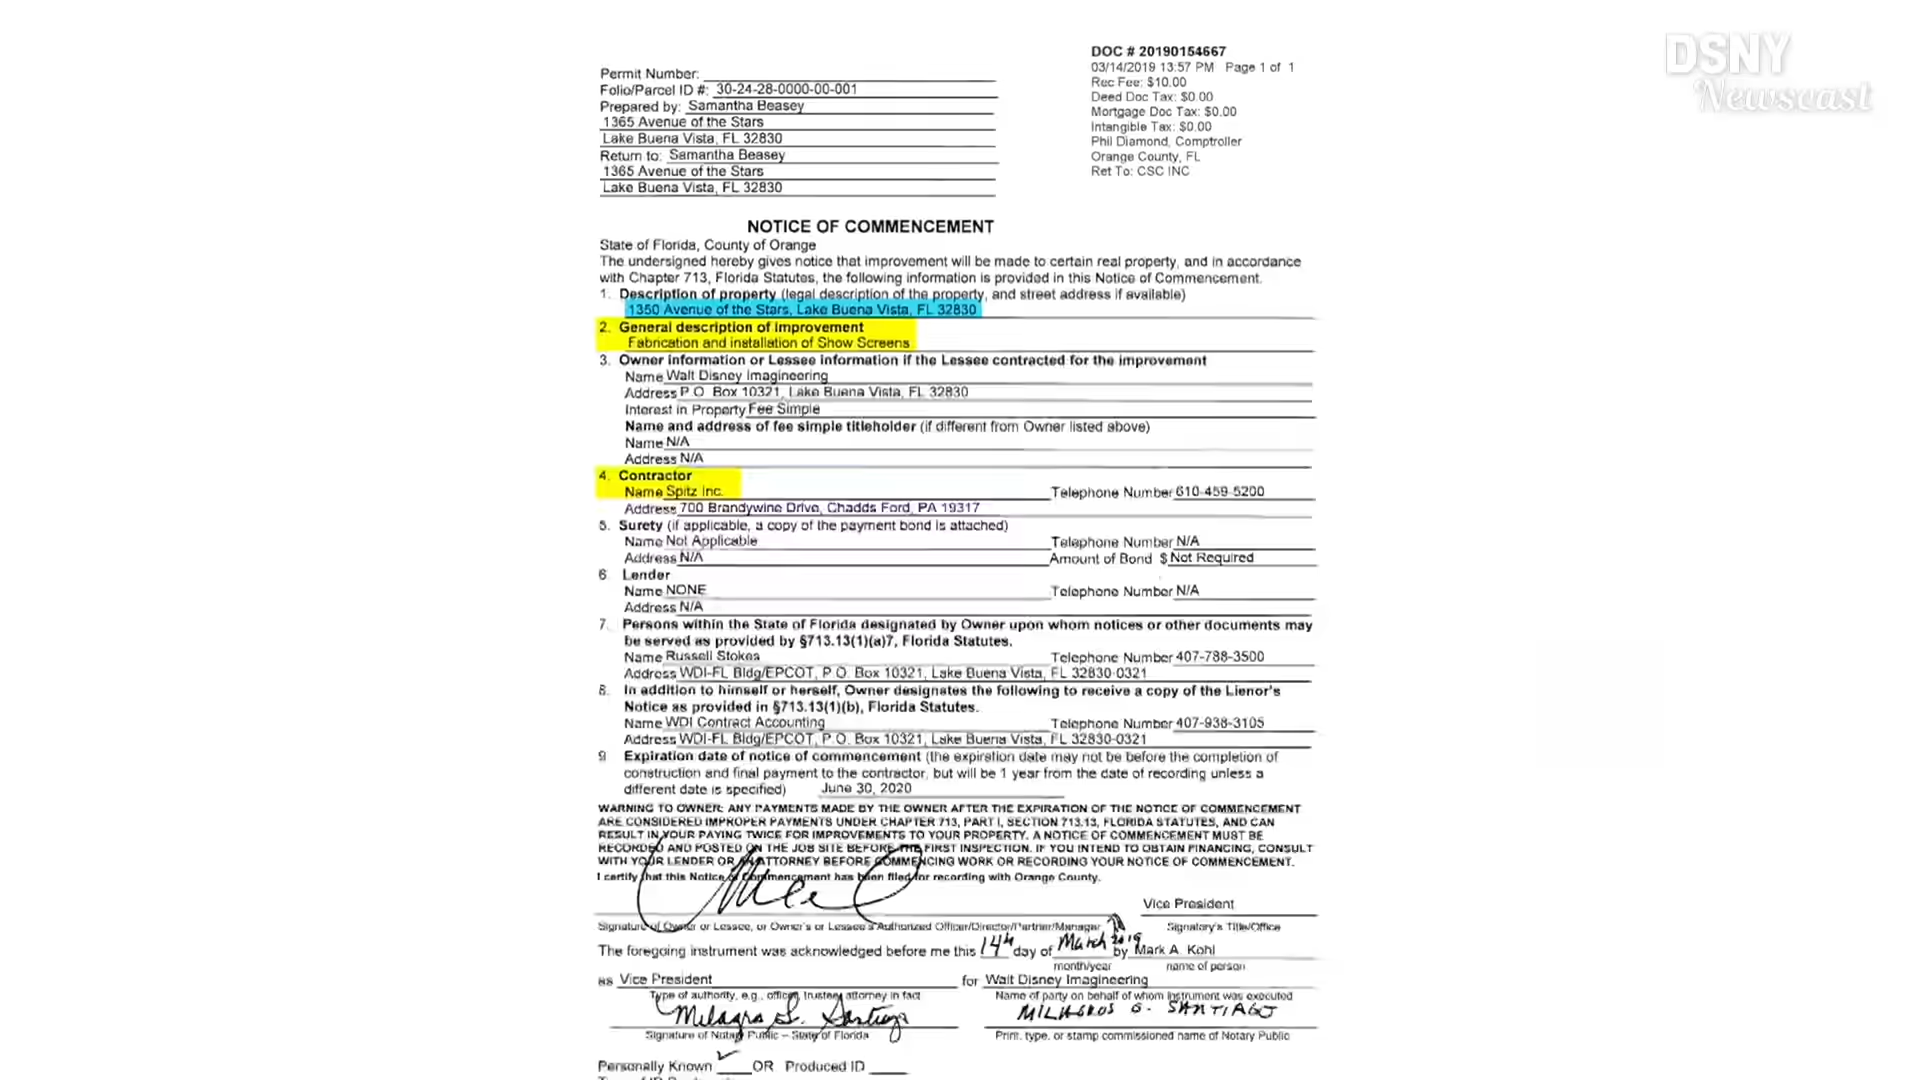 DSNY
Newscast
DOC # 20190154667
03/14/2019 13:57 PM Page 1 of 1
Rec Fee: $10.00
Deed Doc Tax: $0.00
Mortgage Doc Tax: $0.00
Intangible Tax: $0.00
Phil Diamond, Comptroller
Orange County, FL
Ret To: CSC INC
Permit Number:
Folio/Parcel ID #: 30-24-28-0000-00-001
Prepared by: Samantha Beasey
1365 Avenue of the Stars
Lake Buena Vista, FL 32830
Return to: Samantha Beasey
1365 Avenue of the Stars
Lake Buena Vista, FL 32830
NOTICE OF COMMENCEMENT
State of Florida, County of Orange
The undersigned hereby gives notice that improvement will be made to certain real property, and in accordance
with Chapter 713, Florida Statutes, the following information is provided in this Notice of Commencement.
1. Description of property (legal description of the property, and street address if available)
1350 Avenue of the Stars, Lake Buena Vista, FL 32830
2. General description of improvement
Fabrication and installation of Show Screens
3. Owner information or Lessee information if the Lessee contracted for the improvement
Name Walt Disney Imagineering
Address P.O. Box 10321, Lake Buena Vista, FL 32830
Interest in Property Fee Simple
Name and address of fee simple titleholder (if different from Owner listed above)
Name N/A
Address N/A
4. Contractor
Name Spitz Inc. Telephone Number 610-459-5200
Address 700 Brandywine Drive, Chadds Ford, PA 19317
5. Surety (if applicable, a copy of the payment bond is attached)
Name Not Applicable Telephone Number N/A
Address N/A Amount of Bond $ Not Required
6. Lender
Name NONE Telephone Number N/A
Address N/A
7. Persons within the State of Florida designated by Owner upon whom notices or other documents may
be served as provided by §713.13(1)(a)7, Florida Statutes.
Name Russell Stokes Telephone Number 407-788-3500
Address WDI-FL Bldg/EPCOT, P.O. Box 10321, Lake Buena Vista, FL 32830-0321
8. In addition to himself or herself, Owner designates the following to receive a copy of the Lienor's
Notice as provided in §713.13(1)(b), Florida Statutes.
Name WDI Contract Accounting Telephone Number 407-938-3105
Address WDI-FL Bldg/EPCOT, P.O. Box 10321, Lake Buena Vista, FL 32830-0321
9 Expiration date of notice of commencement (the expiration date may not be before the completion of
construction and final payment to the contractor, but will be 1 year from the date of recording unless a
different date is specified) June 30, 2020
WARNING TO OWNER: ANY PAYMENTS MADE BY THE OWNER AFTER THE EXPIRATION OF THE NOTICE OF COMMENCEMENT
ARE CONSIDERED IMPROPER PAYMENTS UNDER CHAPTER 713, PART I, SECTION 713.13, FLORIDA STATUTES, AND CAN
RESULT IN YOUR PAYING TWICE FOR IMPROVEMENTS TO YOUR PROPERTY. A NOTICE OF COMMENCEMENT MUST BE
RECORDED AND POSTED ON THE JOB SITE BEFORE THE FIRST INSPECTION. IF YOU INTEND TO OBTAIN FINANCING, CONSULT
WITH YOUR LENDER OR AN ATTORNEY BEFORE COMMENCING WORK OR RECORDING YOUR NOTICE OF COMMENCEMENT.
I certify that this Notice of Commencement has been filed for recording with Orange County.
Vice President
Signature of Owner or Lessee, or Owner's or Lessee's Authorized Officer/Director/Partner/Manager Signatory's Title/Office
The foregoing instrument was acknowledged before me this 14th day of March 2019 by Mark A. Kohl
month/year name of person
as Vice President for Walt Disney Imagineering
Type of authority, e.g., officer, trustee, attorney in fact Name of party on behalf of whom instrument was executed
Milagros G. Santiago MILAGROS G. SANTIAGO
Signature of Notary Public – State of Florida Print, type, or stamp commissioned name of Notary Public
Personally Known ✓ OR Produced ID